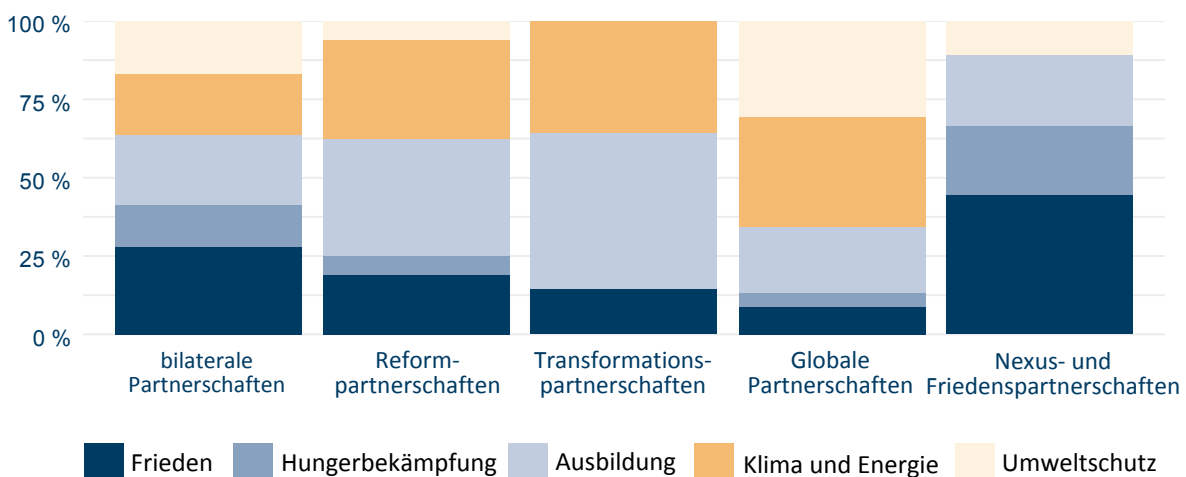 100 %
75 %
50 %
25 %
0 %
bilaterale
Partnerschaften
Reform-
partnerschaften
Transformations-
partnerschaften
Globale
Partnerschaften
Nexus- und
Friedenspartnerschaften
Frieden
Hungerbekämpfung
Ausbildung
Klima und Energie
Umweltschutz